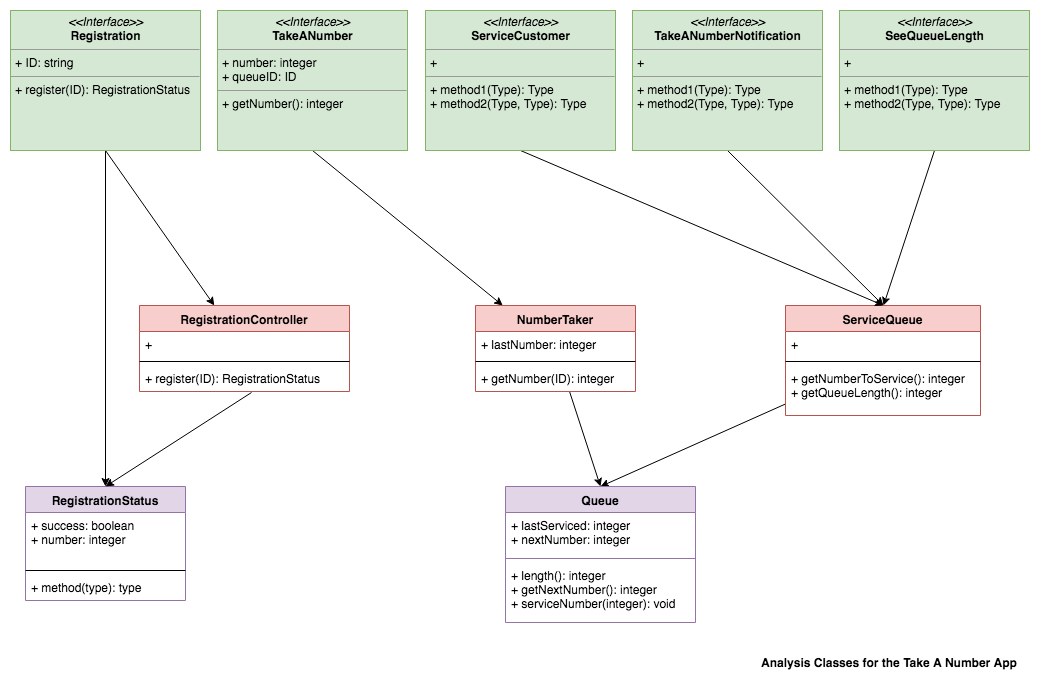 <<Interface>>
Registration
+ ID: string
+ register(ID): RegistrationStatus
<<Interface>>
TakeANumber
+ number: integer
+ queueID: ID
+ getNumber(): integer
<<Interface>>
ServiceCustomer
+
+ method1(Type): Type
+ method2(Type, Type): Type
<<Interface>>
TakeANumberNotification
+
+ method1(Type): Type
+ method2(Type, Type): Type
<<Interface>>
SeeQueueLength
+
+ method1(Type): Type
+ method2(Type, Type): Type
RegistrationController
+
+ register(ID): RegistrationStatus
NumberTaker
+ lastNumber: integer
+ getNumber(ID): integer
ServiceQueue
+
+ getNumberToService(): integer
+ getQueueLength(): integer
RegistrationStatus
+ success: boolean
+ number: integer
+ method(type): type
Queue
+ lastServiced: integer
+ nextNumber: integer
+ length(): integer
+ getNextNumber(): integer
+ serviceNumber(integer): void
Analysis Classes for the Take A Number App